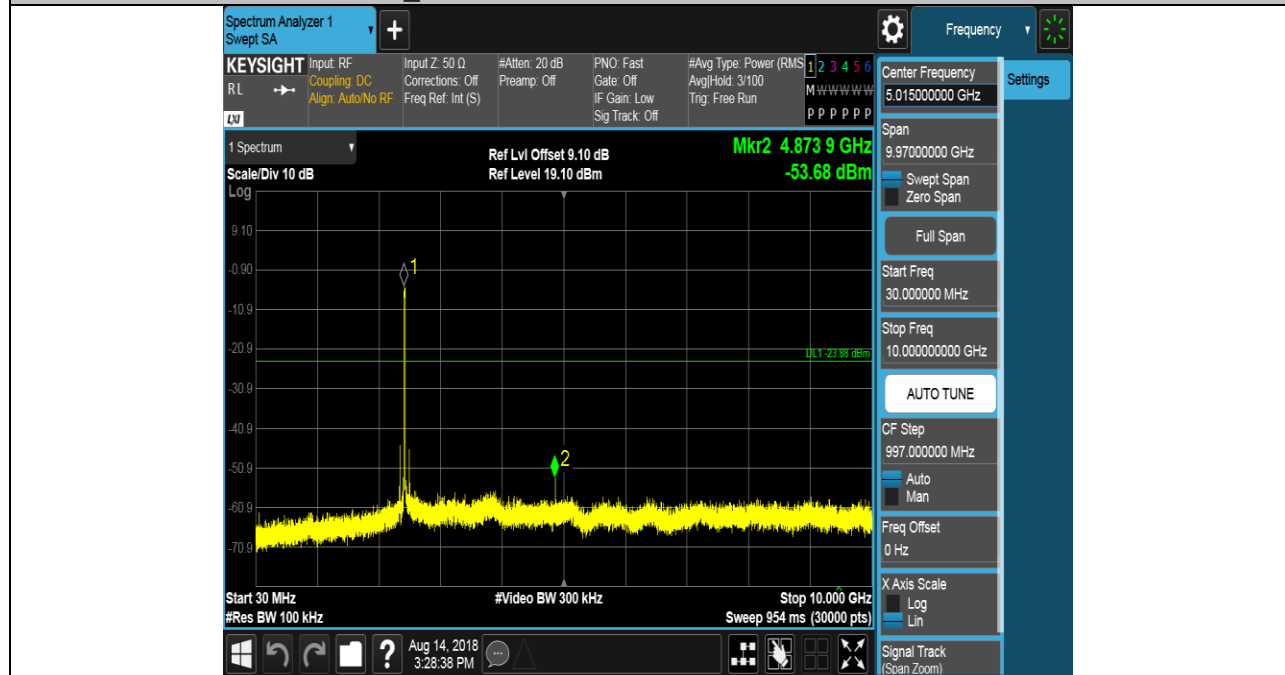 Spectrum Analyzer 1
Swept SA
+
Frequency
KEYSIGHT
RL
LXI
Input: RF
Coupling: DC
Align: Auto/No RF
Input Z: 50 Ω
Corrections: Off
Freq Ref: Int (S)
#Atten: 20 dB
Preamp: Off
PNO: Fast
Gate: Off
IF Gain: Low
Sig Track: Off
#Avg Type: Power (RMS
Avg|Hold: 3/100
Trig: Free Run
1 2 3 4 5 6
M W W W W W
P P P P P P
1 Spectrum
Scale/Div 10 dB
Log
Ref Lvl Offset 9.10 dB
Ref Level 19.10 dBm
Mkr2 4.873 9 GHz
-53.68 dBm
9.10
-0.90
-10.9
-20.9
-30.9
-40.9
-50.9
-60.9
-70.9
1
2
DL1 -23.88 dBm
Start 30 MHz
#Res BW 100 kHz
#Video BW 300 kHz
Stop 10.000 GHz
Sweep 954 ms (30000 pts)
?
Aug 14, 2018
3:28:38 PM
Center Frequency
5.015000000 GHz
Span
9.97000000 GHz
Swept Span
Zero Span
Full Span
Start Freq
30.000000 MHz
Stop Freq
10.000000000 GHz
AUTO TUNE
CF Step
997.000000 MHz
Auto
Man
Freq Offset
0 Hz
X Axis Scale
Log
Lin
Signal Track
(Span Zoom)
Settings